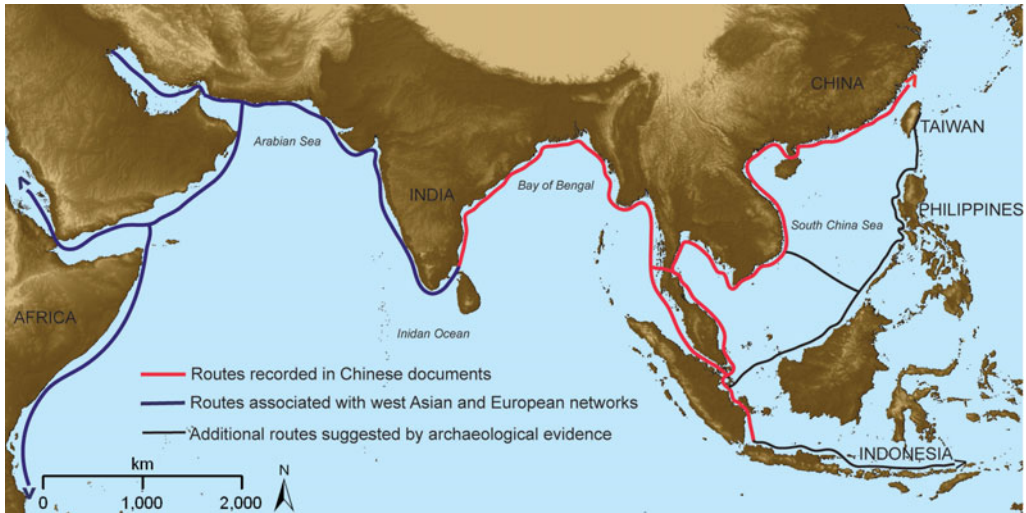 CHINA
TAIWAN
Arabian Sea
INDIA
Bay of Bengal
PHILIPPINES
South China Sea
AFRICA
Inidan Ocean
Routes recorded in Chinese documents
Routes associated with west Asian and European networks
Additional routes suggested by archaeological evidence
INDONESIA
km
N
0 1,000 2,000